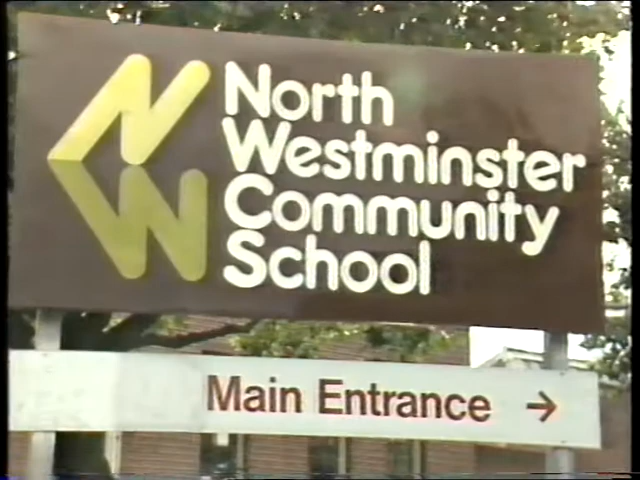 North
Westminster
Community
School
Main Entrance →